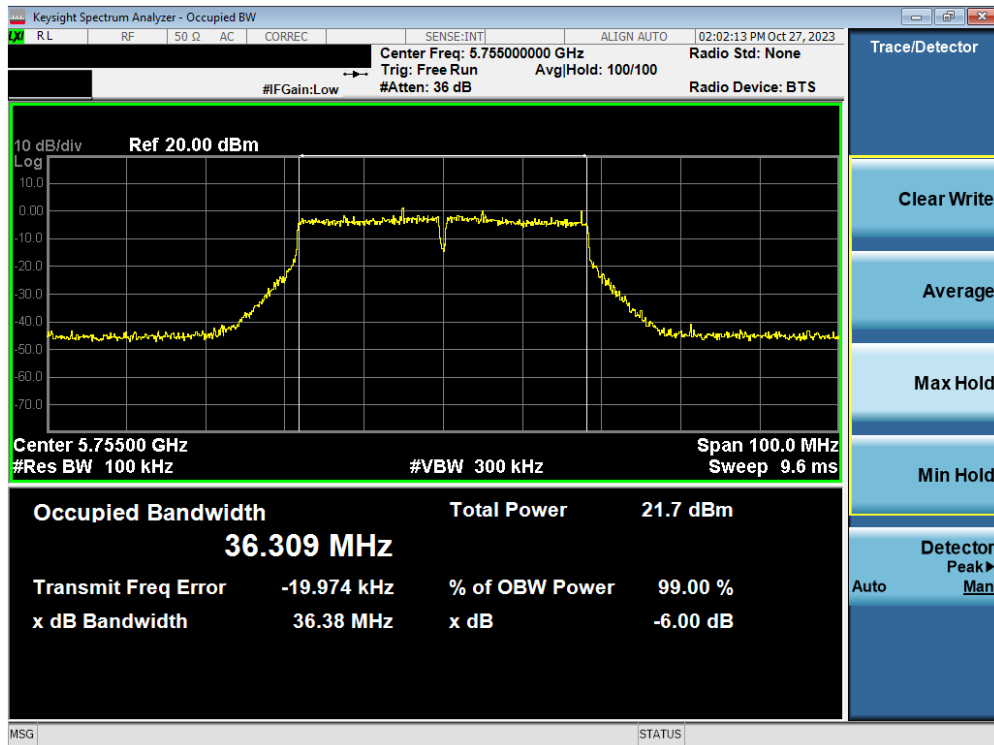 Keysight Spectrum Analyzer - Occupied BW
LXI RL RF 50 Ω AC CORREC SENSE:INT ALIGN AUTO 02:02:13 PM Oct 27, 2023
Center Freq: 5.755000000 GHz Radio Std: None
Trig: Free Run Avg|Hold: 100/100
#IFGain:Low #Atten: 36 dB Radio Device: BTS
10 dB/div Ref 20.00 dBm
Log
10.0
0.00
-10.0
-20.0
-30.0
-40.0
-50.0
-60.0
-70.0
Center 5.75500 GHz Span 100.0 MHz
#Res BW 100 kHz #VBW 300 kHz Sweep 9.6 ms
Occupied Bandwidth Total Power 21.7 dBm
36.309 MHz
Transmit Freq Error -19.974 kHz % of OBW Power 99.00 %
x dB Bandwidth 36.38 MHz x dB -6.00 dB
MSG STATUS
Trace/Detector
Clear Write
Average
Max Hold
Min Hold
Detector
Peak▶
Auto Man